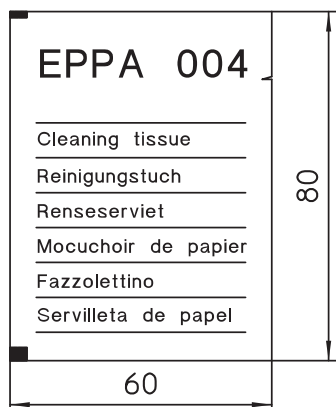 EPPA 004
Cleaning tissue
Reinigungstuch
Renseserviet
Mocuchoir de papier
Fazzolettino
Servilleta de papel
80
60